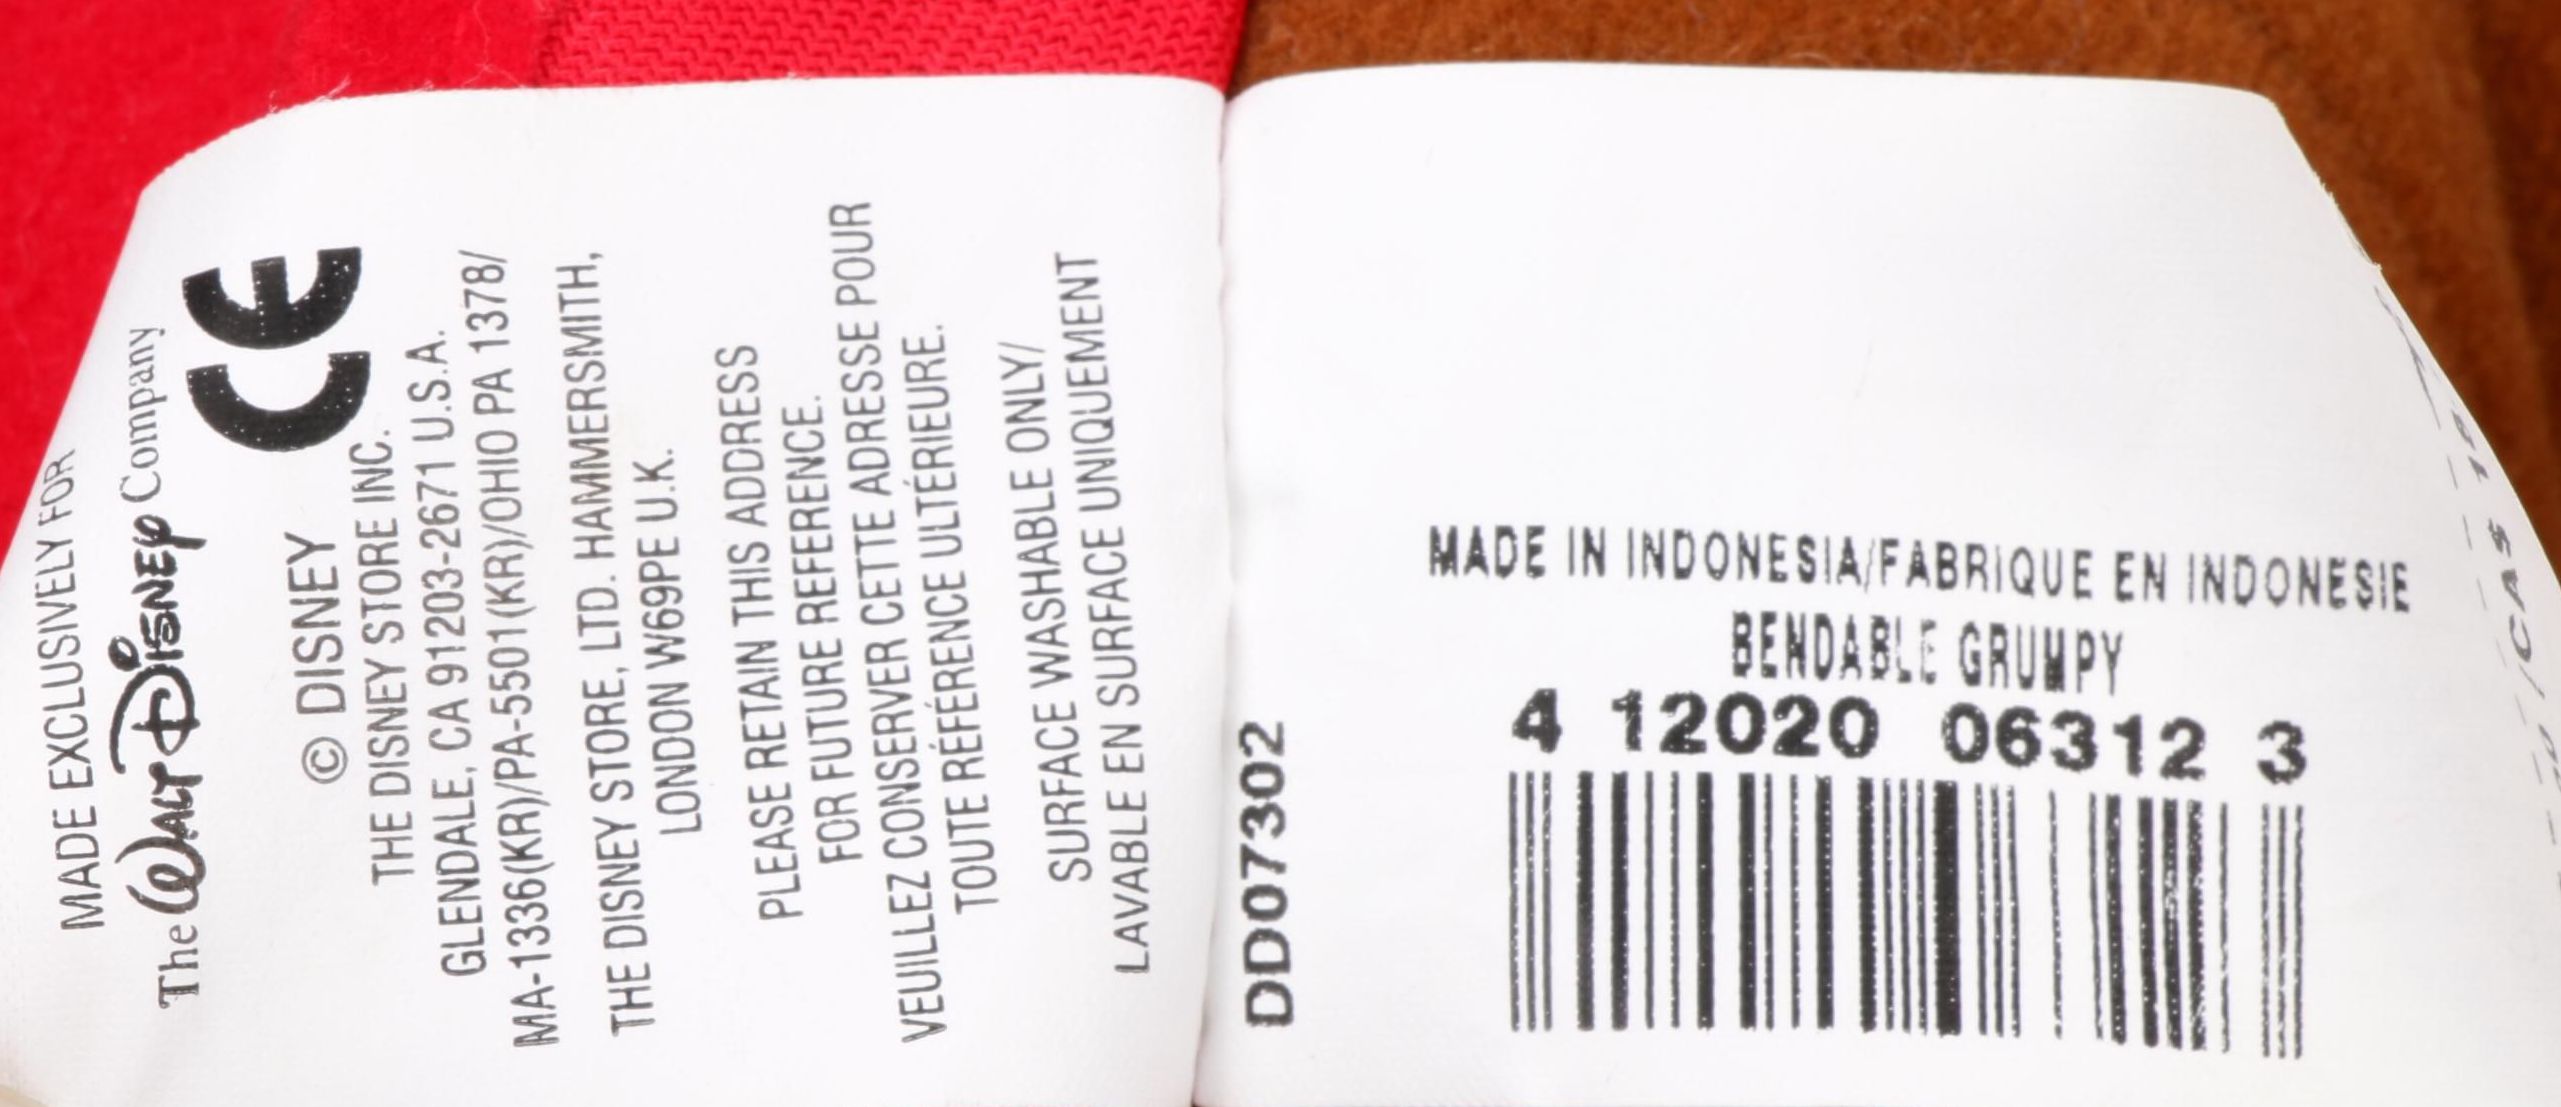 MADE EXCLUSIVELY FOR
The WALT DISNEY Company
CE
© DISNEY
THE DISNEY STORE INC.
GLENDALE, CA 91203-2671 U.S.A.
MA-1336(KR)/PA-5501(KR)/OHIO PA 1378/
THE DISNEY STORE, LTD. HAMMERSMITH,
LONDON W69PE U.K.
PLEASE RETAIN THIS ADDRESS
FOR FUTURE REFERENCE.
VEUILLEZ CONSERVER CETTE ADRESSE POUR
TOUTE RÉFÉRENCE ULTÉRIEURE.
SURFACE WASHABLE ONLY/
LAVABLE EN SURFACE UNIQUEMENT
DD07302
MADE IN INDONESIA/FABRIQUE EN INDONESIE
BENDABLE GRUMPY
4 12020 06312 3